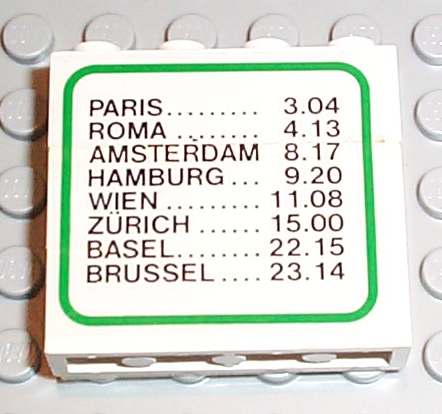 PARIS......... 3.04
ROMA ........ 4.13
AMSTERDAM 8.17
HAMBURG ... 9.20
WIEN ......... 11.08
ZÜRICH ...... 15.00
BASEL........ 22.15
BRUSSEL .... 23.14